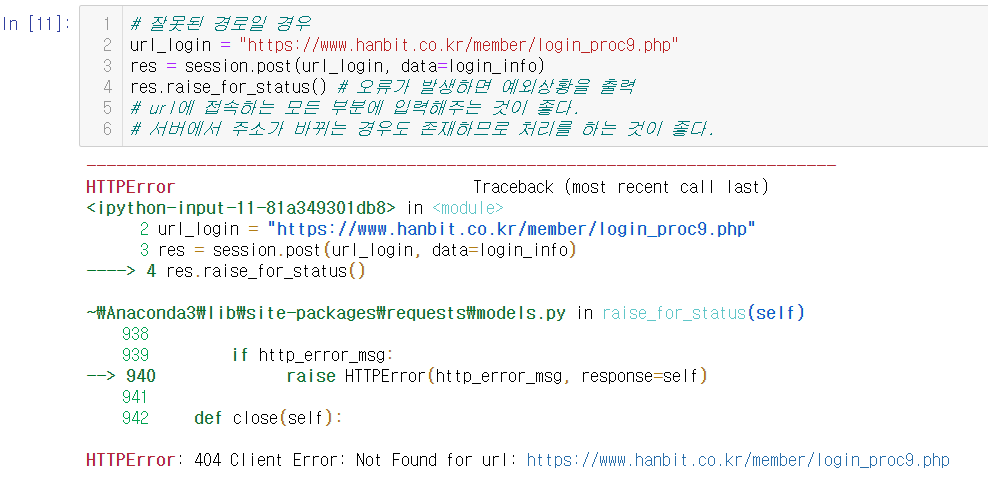 In [11]:
1 # 잘못된 경로일 경우
2 url_login = "https://www.hanbit.co.kr/member/login_proc9.php"
3 res = session.post(url_login, data=login_info)
4 res.raise_for_status() # 오류가 발생하면 예외상황을 출력
5 # url에 접속하는 모든 부분에 입력해주는 것이 좋다.
6 # 서버에서 주소가 바뀌는 경우도 존재하므로 처리를 하는 것이 좋다.
---------------------------------------------------------------------------
HTTPError Traceback (most recent call last)
<ipython-input-11-81a349301db8> in <module>
2 url_login = "https://www.hanbit.co.kr/member/login_proc9.php"
3 res = session.post(url_login, data=login_info)
----> 4 res.raise_for_status()
~₩Anaconda3₩lib₩site-packages₩requests₩models.py in raise_for_status(self)
938
939 if http_error_msg:
--> 940 raise HTTPError(http_error_msg, response=self)
941
942 def close(self):
HTTPError: 404 Client Error: Not Found for url: https://www.hanbit.co.kr/member/login_proc9.php